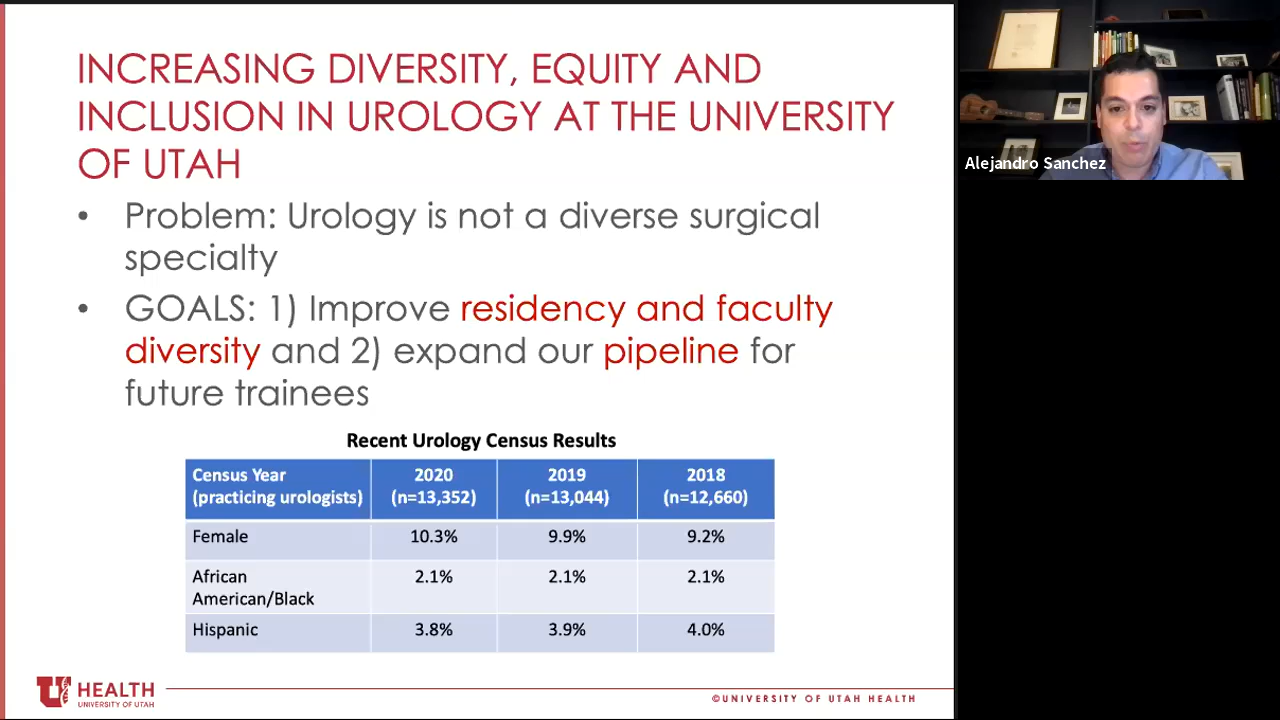 INCREASING DIVERSITY, EQUITY AND
INCLUSION IN UROLOGY AT THE UNIVERSITY
OF UTAH
• Problem: Urology is not a diverse surgical
specialty
• GOALS: 1) Improve residency and faculty
diversity and 2) expand our pipeline for
future trainees
Recent Urology Census Results
Census Year
(practicing urologists)
2020
(n=13,352)
2019
(n=13,044)
2018
(n=12,660)
Female 10.3% 9.9% 9.2%
African
American/Black
2.1% 2.1% 2.1%
Hispanic 3.8% 3.9% 4.0%
U HEALTH
UNIVERSITY OF UTAH
©UNIVERSITY OF UTAH HEALTH
Alejandro Sanchez